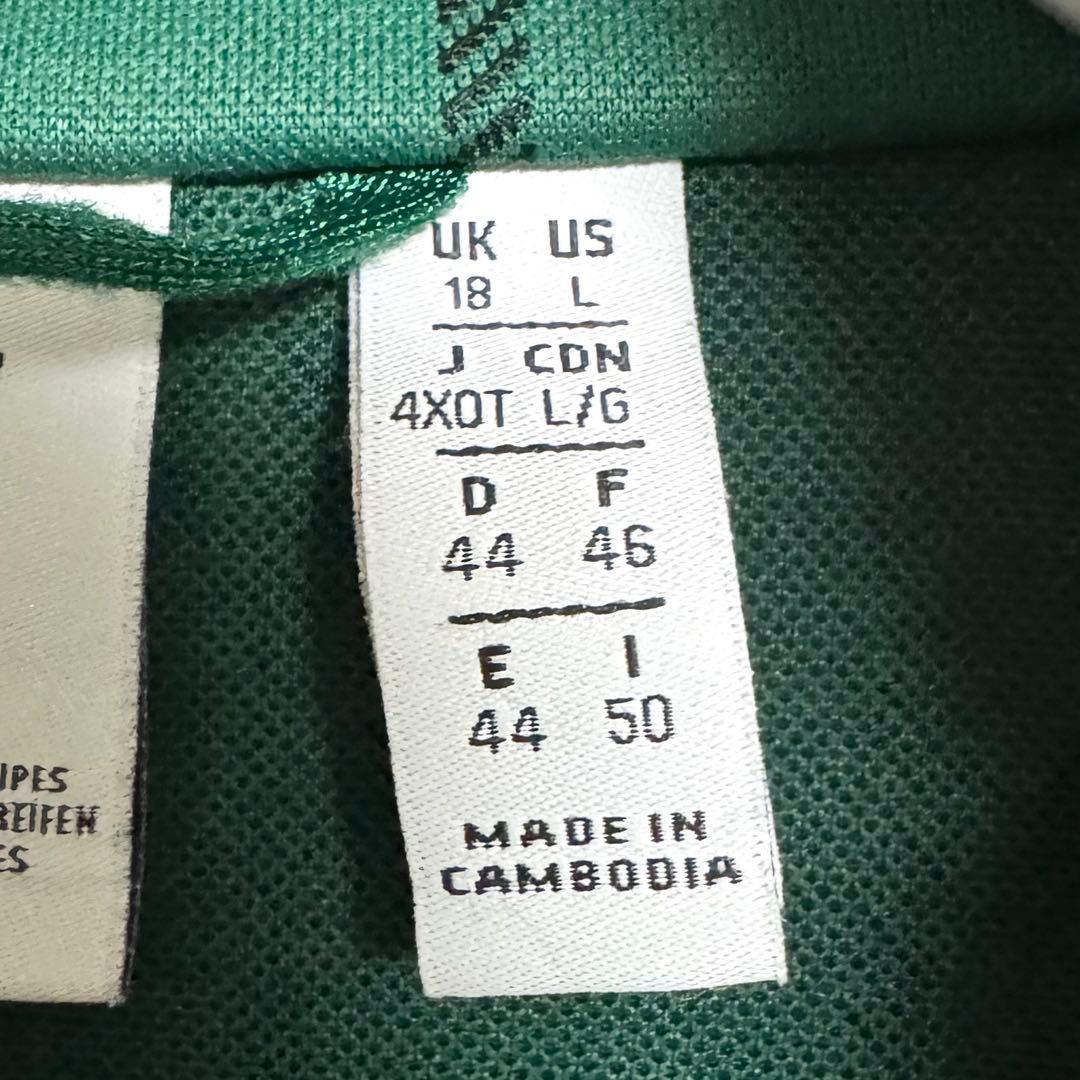 UK US
18 L
J CDN
4XOT L/G
D F
44 46
E I
44 50
MADE IN
CAMBODIA
IPES
REIFEN
ES